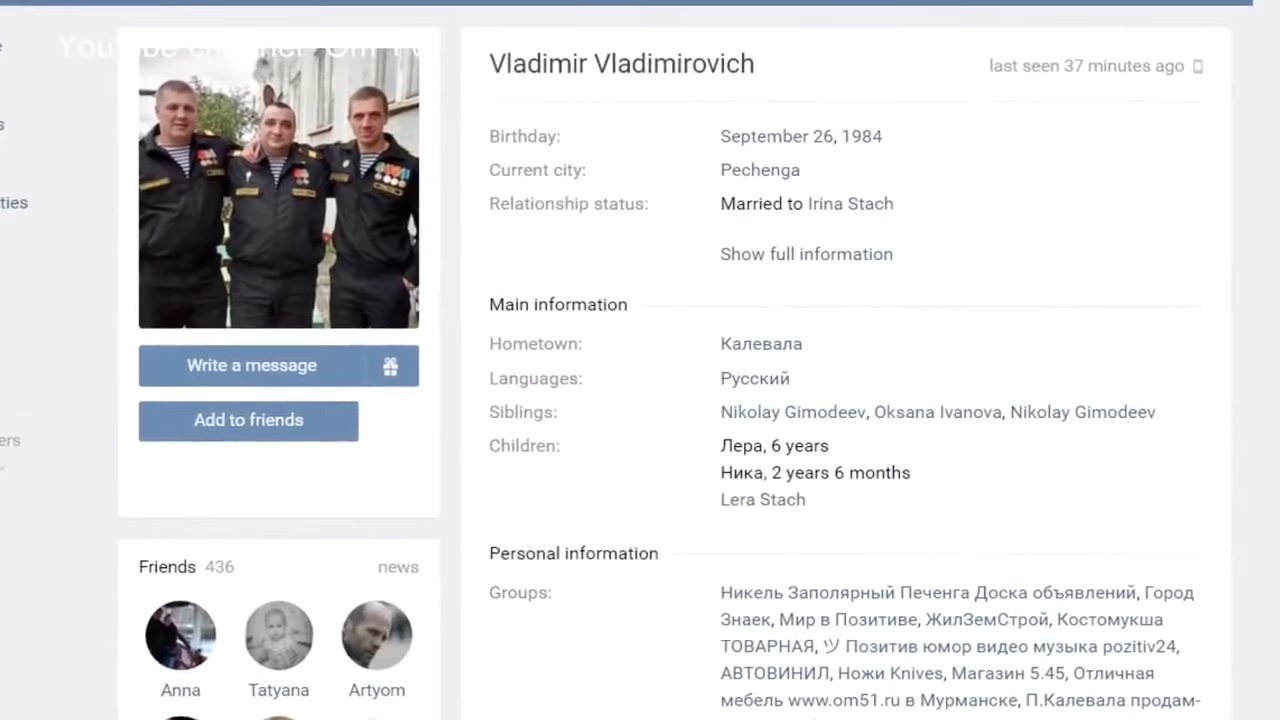 Vladimir Vladimirovich
last seen 37 minutes ago
Birthday: September 26, 1984
Current city: Pechenga
Relationship status: Married to Irina Stach
ties
Show full information
Main information
Hometown: Калевала
Write a message
Languages: Русский
Siblings: Nikolay Gimodeev, Oksana Ivanova, Nikolay Gimodeev
Add to friends
ers
Children: Лера, 6 years
Ника, 2 years 6 months
Lera Stach
Personal information
Friends 436 news
Groups: Никель Заполярный Печенга Доска объявлений, Город
Знаек, Мир в Позитиве, ЖилЗемСтрой, Костомукша
ТОВАРНАЯ, ツ Позитив юмор видео музыка pozitiv24,
АВТОВИНИЛ, Ножи Knives, Магазин 5.45, Отличная
мебель www.om51.ru в Мурманске, П.Калевала продам-
Anna Tatyana Artyom